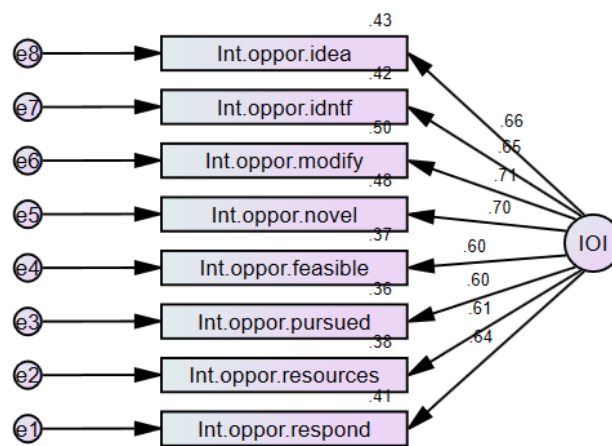 .43
e8 Int.oppor.idea
.42
.66
e7 Int.oppor.idntf
.50
.65
e6 Int.oppor.modify
.71
.48
e5 Int.oppor.novel
.70
IOI
.37
.60
e4 Int.oppor.feasible
.36
.60
e3 Int.oppor.pursued
.61
.38
.64
e2 Int.oppor.resources
.41
e1 Int.oppor.respond